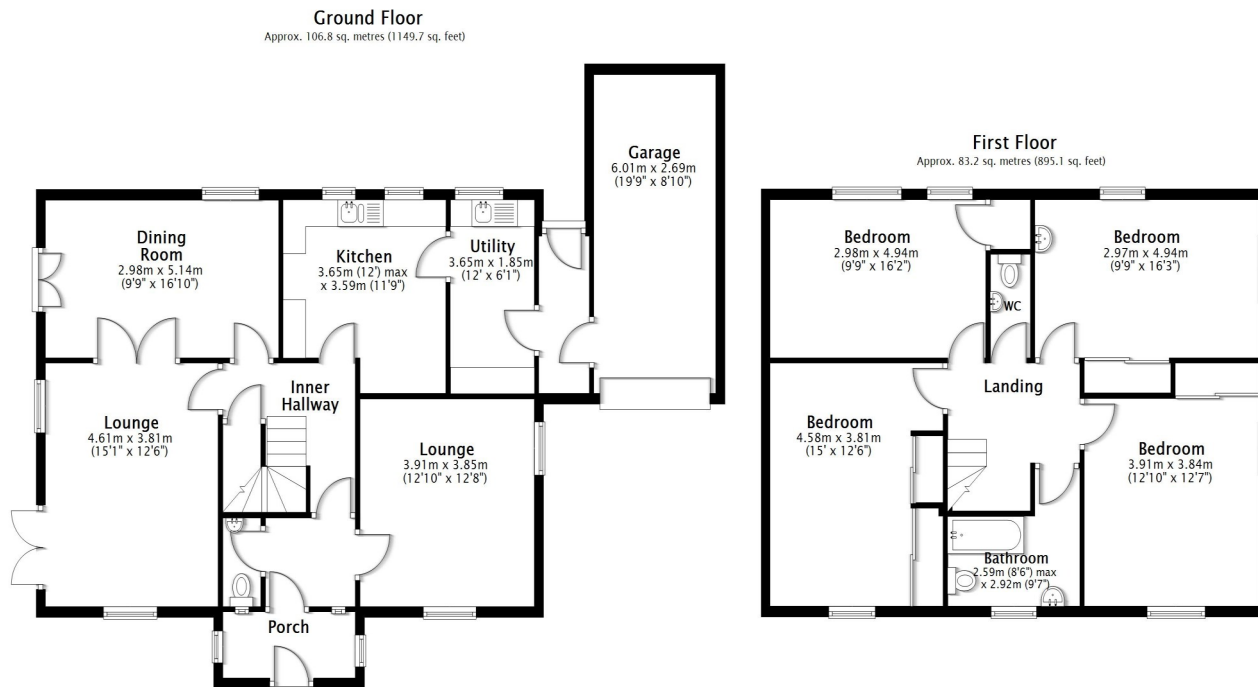 Ground Floor
Approx. 106.8 sq. metres (1149.7 sq. feet)
Garage
6.01m x 2.69m
(19'9" x 8'10")
Dining
Room
2.98m x 5.14m
(9'9" x 16'10")
Kitchen
3.65m (12') max
x 3.59m (11'9")
Utility
3.65m x 1.85m
(12' x 6'1")
Inner
Hallway
Lounge
4.61m x 3.81m
(15'1" x 12'6")
Lounge
3.91m x 3.85m
(12'10" x 12'8")
Porch
First Floor
Approx. 83.2 sq. metres (895.1 sq. feet)
Bedroom
2.98m x 4.94m
(9'9" x 16'2")
Bedroom
2.97m x 4.94m
(9'9" x 16'3")
WC
Landing
Bedroom
4.58m x 3.81m
(15' x 12'6")
Bedroom
3.91m x 3.84m
(12'10" x 12'7")
Bathroom
2.59m (8'6") max
x 2.92m (9'7")